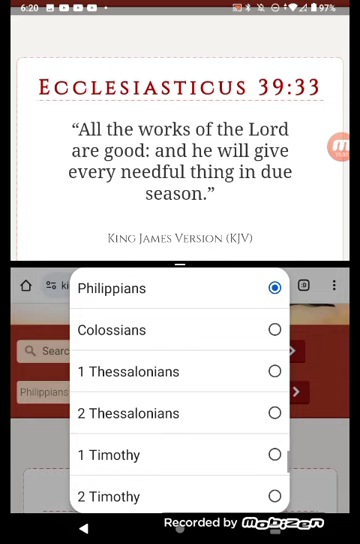 6:20
97%
Ecclesiasticus 39:33
“All the works of the Lord
are good: and he will give
every needful thing in due
season.”
King James Version (KJV)
Philippians
ki
:D
Colossians
Searc
1 Thessalonians
Philippians
2 Thessalonians
1 Timothy
2 Timothy
Recorded by mobizen